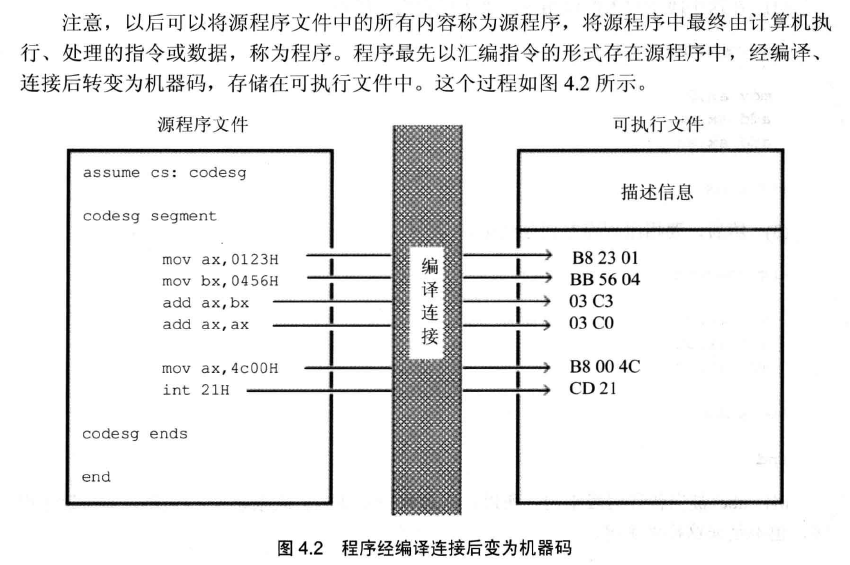 注意，以后可以将源程序文件中的所有内容称为源程序，将源程序中最终由计算机执
行、处理的指令或数据，称为程序。程序最先以汇编指令的形式存在源程序中，经编译、
连接后转变为机器码，存储在可执行文件中。这个过程如图 4.2 所示。
源程序文件
可执行文件
assume cs: codesg
codesg segment
mov ax,0123H
mov bx,0456H
add ax,bx
add ax,ax
mov ax,4c00H
int 21H
codesg ends
end
编译连接
描述信息
B8 23 01
BB 56 04
03 C3
03 C0
B8 00 4C
CD 21
图 4.2 程序经编译连接后变为机器码